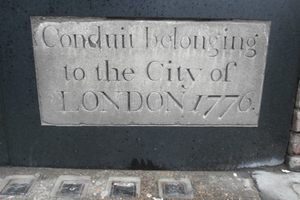 Conduit belonging
to the City of
LONDON 1776.